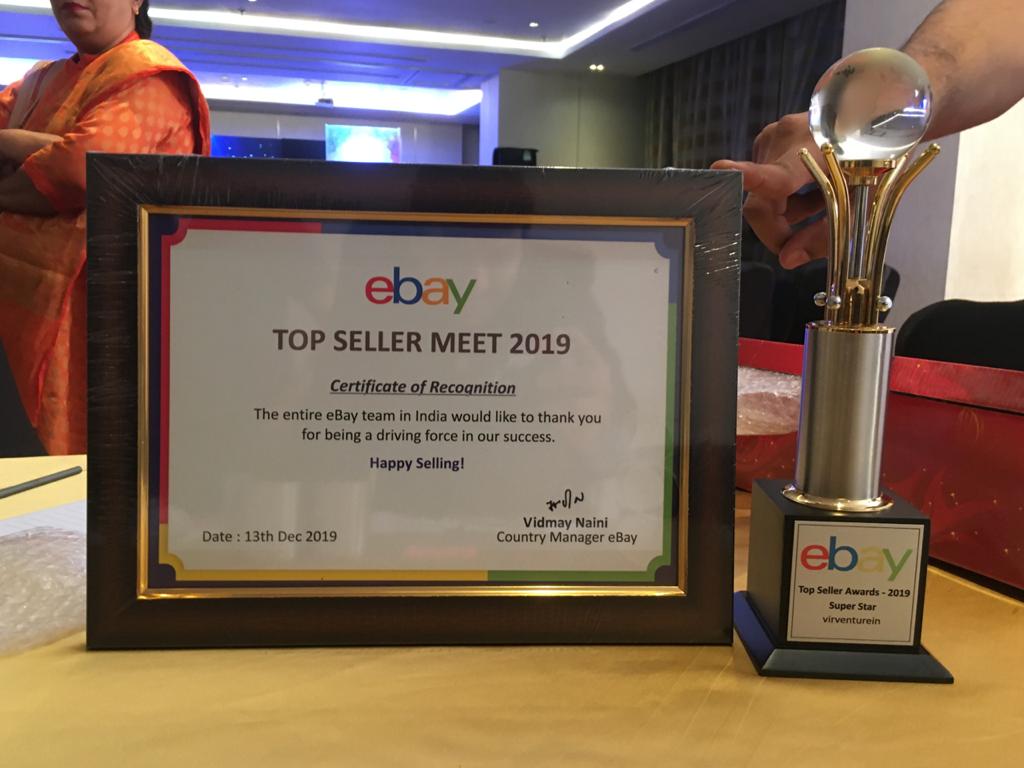 ebay
TOP SELLER MEET 2019
Certificate of Recognition
The entire eBay team in India would like to thank you
for being a driving force in our success.
Happy Selling!
Vidmay Naini
Date : 13th Dec 2019
Country Manager eBay
ebay
Top Seller Awards - 2019
Super Star
virventurein